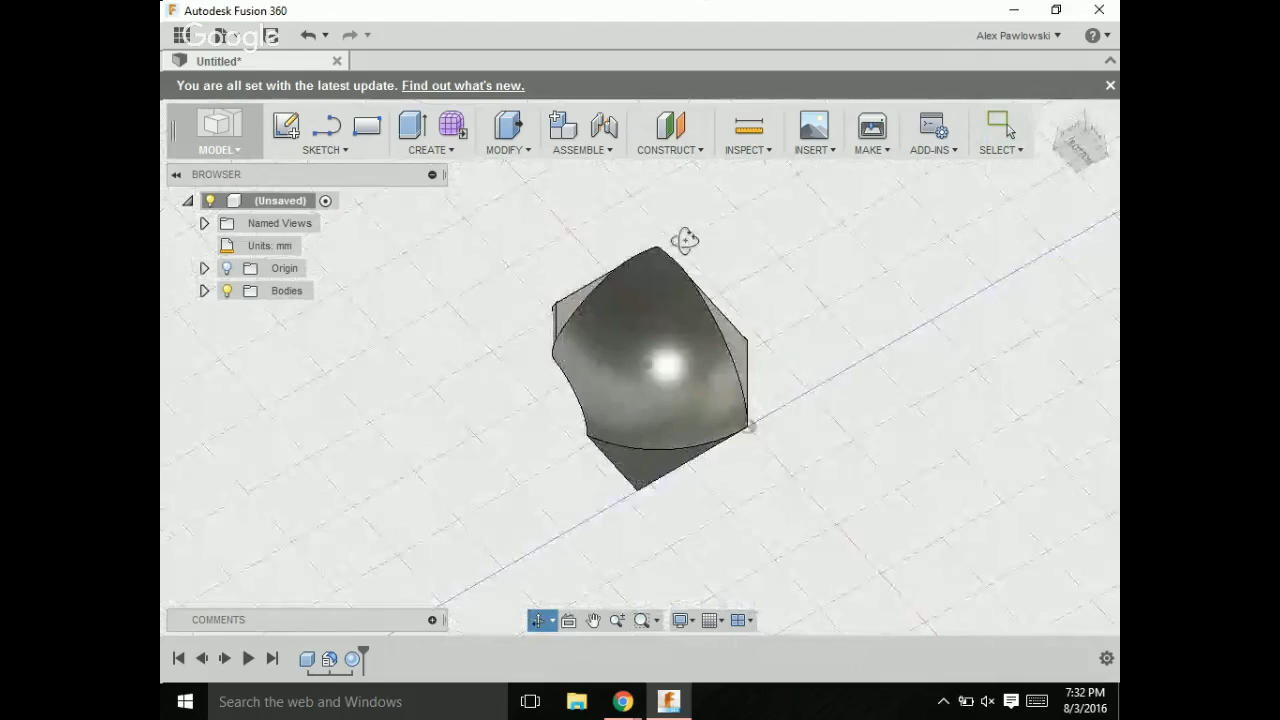 Autodesk Fusion 360
Google
Alex Pawlowski
Untitled*
You are all set with the latest update. Find out what's new.
MODEL
SKETCH
CREATE
MODIFY
ASSEMBLE
CONSTRUCT
INSPECT
INSERT
MAKE
ADD-INS
SELECT
BROWSER
(Unsaved)
Named Views
Units: mm
Origin
Bodies
COMMENTS
Search the web and Windows
7:32 PM
8/3/2016